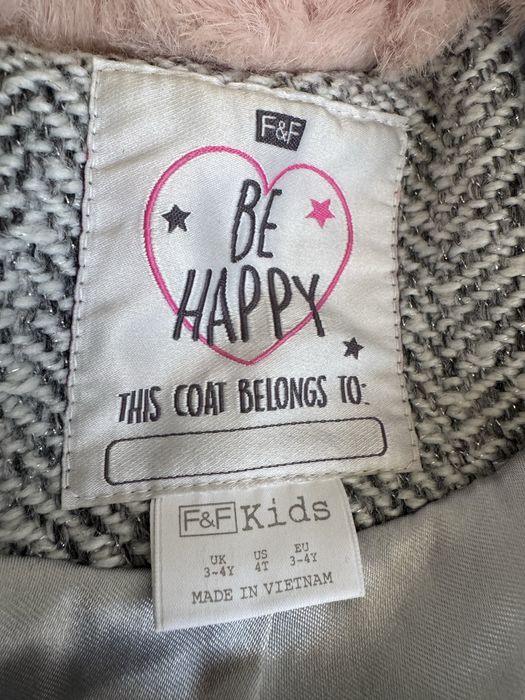 F&F
BE
HAPPY
THIS COAT BELONGS TO:
F&F Kids
UK US EU
3-4Y 4T 3-4Y
MADE IN VIETNAM